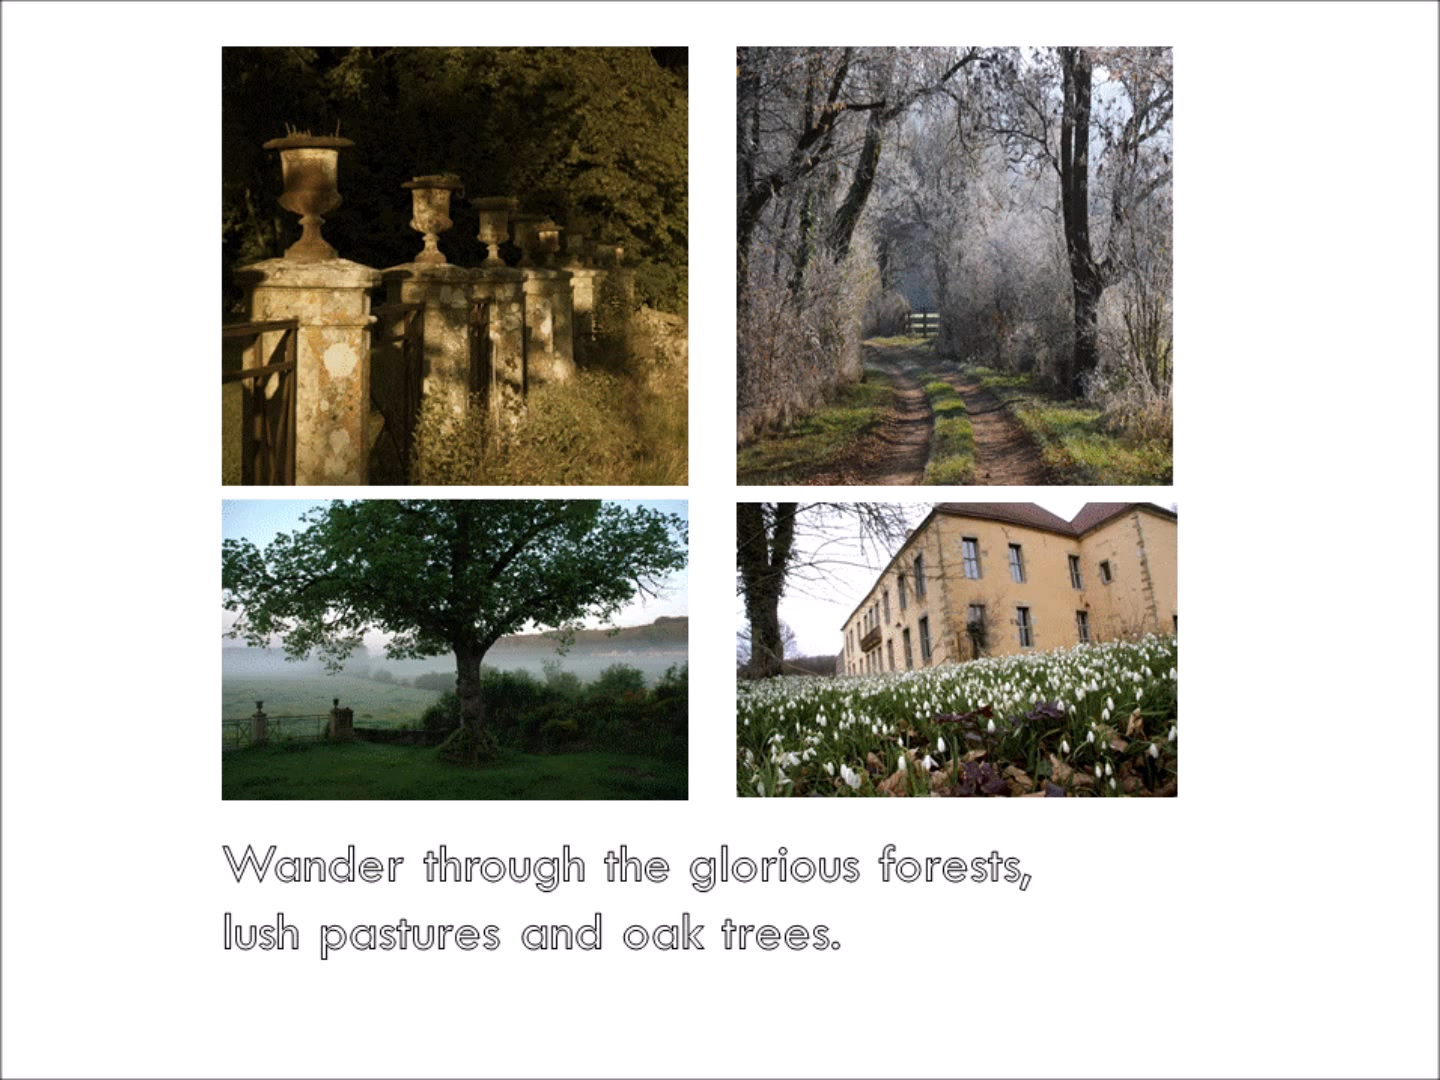 Wander through the glorious forests,
lush pastures and oak trees.